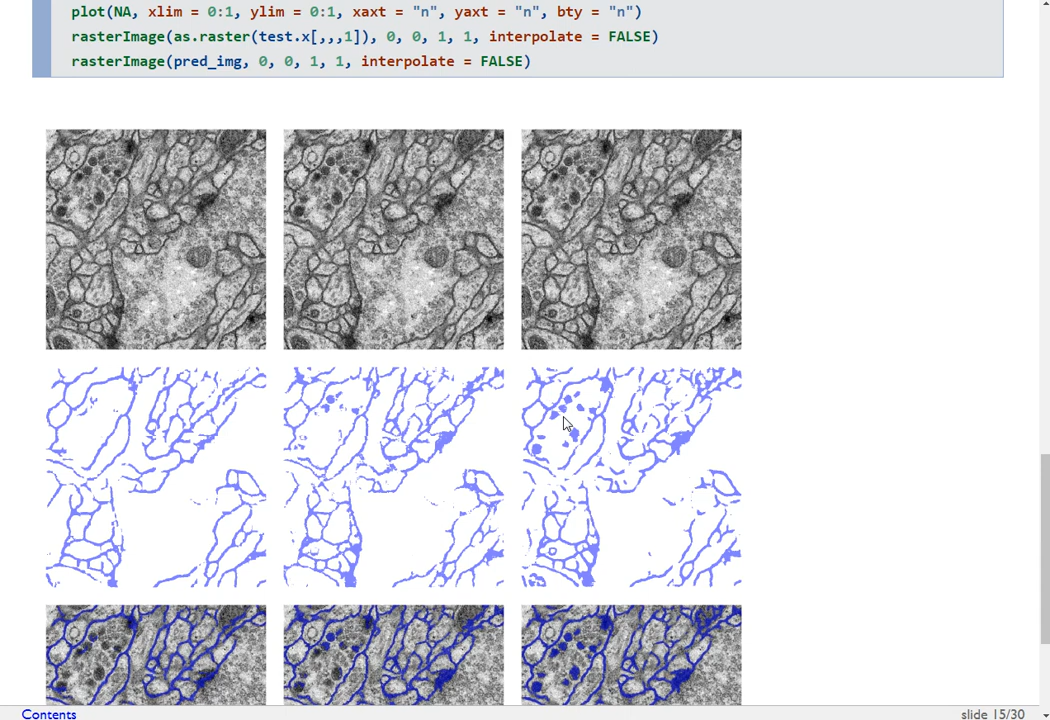 plot(NA, xlim = 0:1, ylim = 0:1, xaxt = "n", yaxt = "n", bty = "n")
rasterImage(as.raster(test.x[,,,1]), 0, 0, 1, 1, interpolate = FALSE)
rasterImage(pred_img, 0, 0, 1, 1, interpolate = FALSE)
Contents
slide 15/30